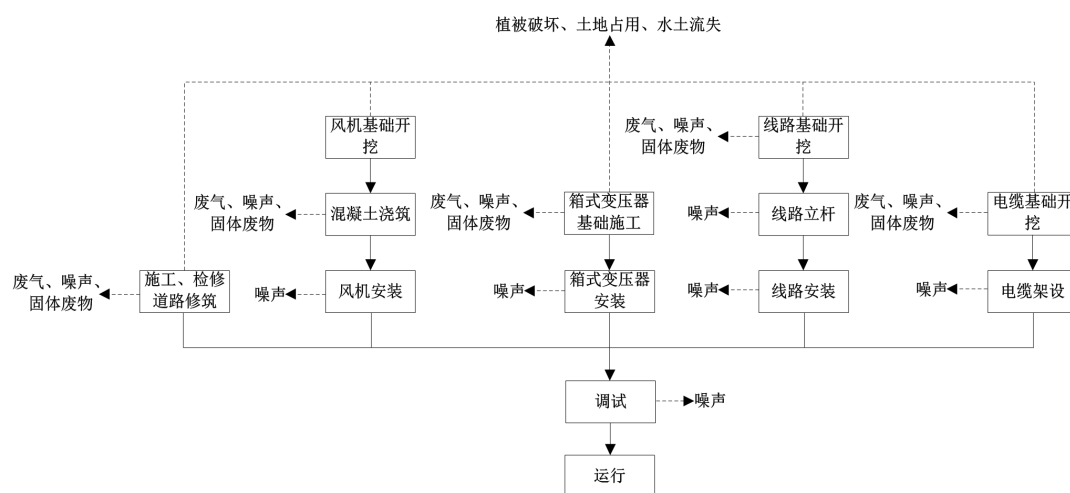 植被破坏、土地占用、水土流失
风机基础开
挖
废气、噪声、
固体废物
线路基础开
挖
废气、噪声、
固体废物
混凝土浇筑
废气、噪声、
固体废物
箱式变压器
基础施工
噪声
线路立杆
废气、噪声、
固体废物
电缆基础开
挖
废气、噪声、
固体废物
施工、检修
道路修筑
噪声
风机安装
噪声
箱式变压器
安装
噪声
线路安装
噪声
电缆架设
调试
噪声
运行